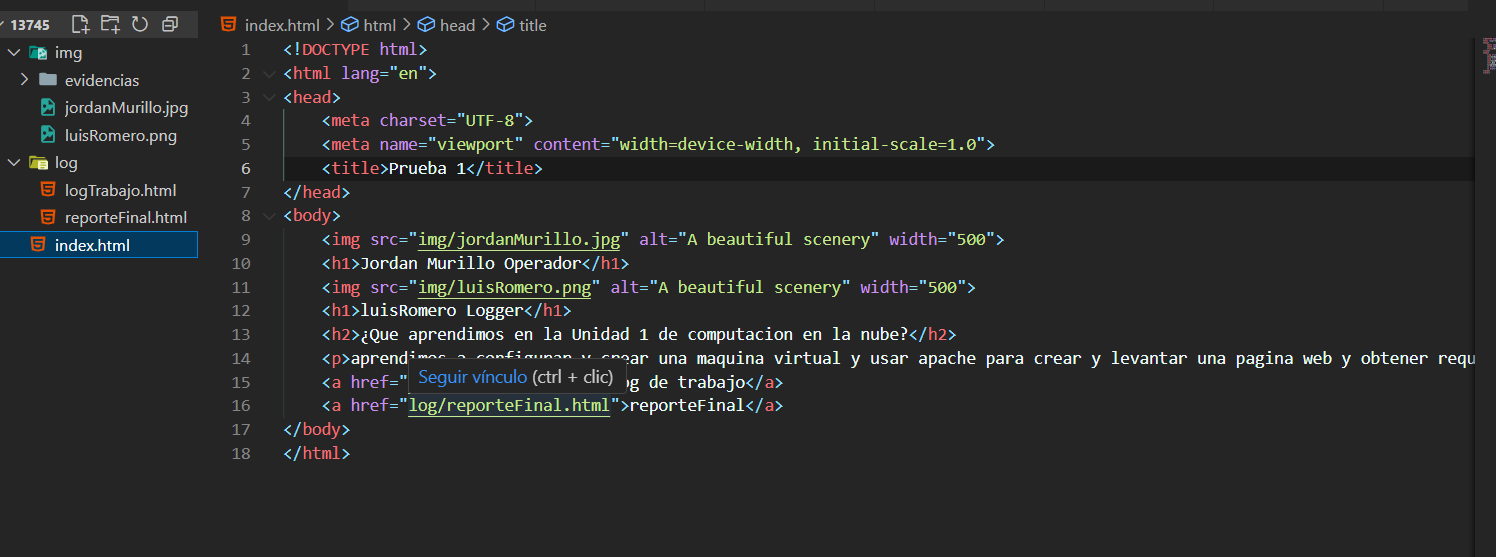 13745
index.html > html > head > title
img
evidencias
jordanMurillo.jpg
luisRomero.png
log
logTrabajo.html
reporteFinal.html
index.html
1 <!DOCTYPE html>
2 <html lang="en">
3 <head>
4 <meta charset="UTF-8">
5 <meta name="viewport" content="width=device-width, initial-scale=1.0">
6 <title>Prueba 1</title>
7 </head>
8 <body>
9 <img src="img/jordanMurillo.jpg" alt="A beautiful scenery" width="500">
10 <h1>Jordan Murillo Operador</h1>
11 <img src="img/luisRomero.png" alt="A beautiful scenery" width="500">
12 <h1>luisRomero Logger</h1>
13 <h2>¿Que aprendimos en la Unidad 1 de computacion en la nube?</h2>
14 <p>aprendimos a configurar y crear una maquina virtual y usar apache para crear y levantar una pagina web y obtener requ
Seguir vínculo (ctrl + clic)
15 <a href=" de trabajo</a>
16 <a href="log/reporteFinal.html">reporteFinal</a>
17 </body>
18 </html>